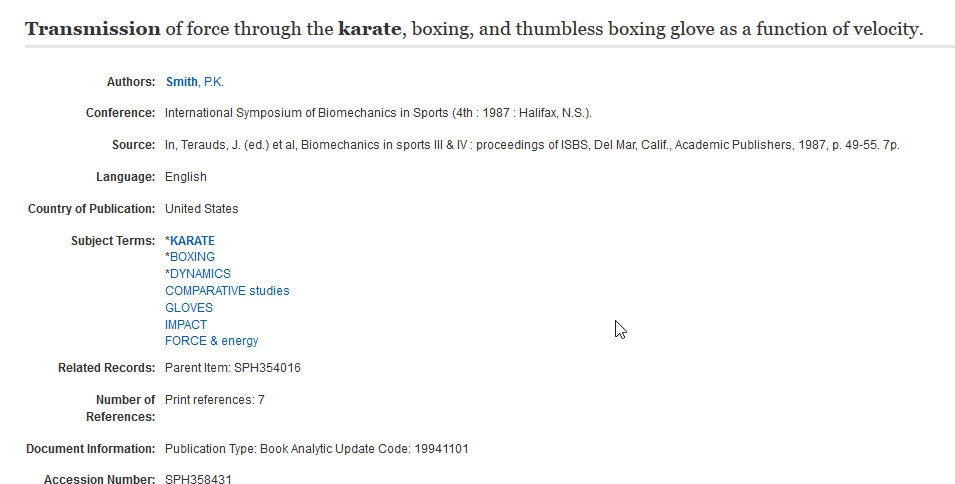 Transmission of force through the karate, boxing, and thumbless boxing glove as a function of velocity.
Authors: Smith, P.K.
Conference: International Symposium of Biomechanics in Sports (4th : 1987 : Halifax, N.S.).
Source: In, Terauds, J. (ed.) et al, Biomechanics in sports III & IV : proceedings of ISBS, Del Mar, Calif., Academic Publishers, 1987, p. 49-55. 7p.
Language: English
Country of Publication: United States
Subject Terms: *KARATE
*BOXING
*DYNAMICS
COMPARATIVE studies
GLOVES
IMPACT
FORCE & energy
Related Records: Parent Item: SPH354016
Number of Print references: 7
References:
Document Information: Publication Type: Book Analytic Update Code: 19941101
Accession Number: SPH358431